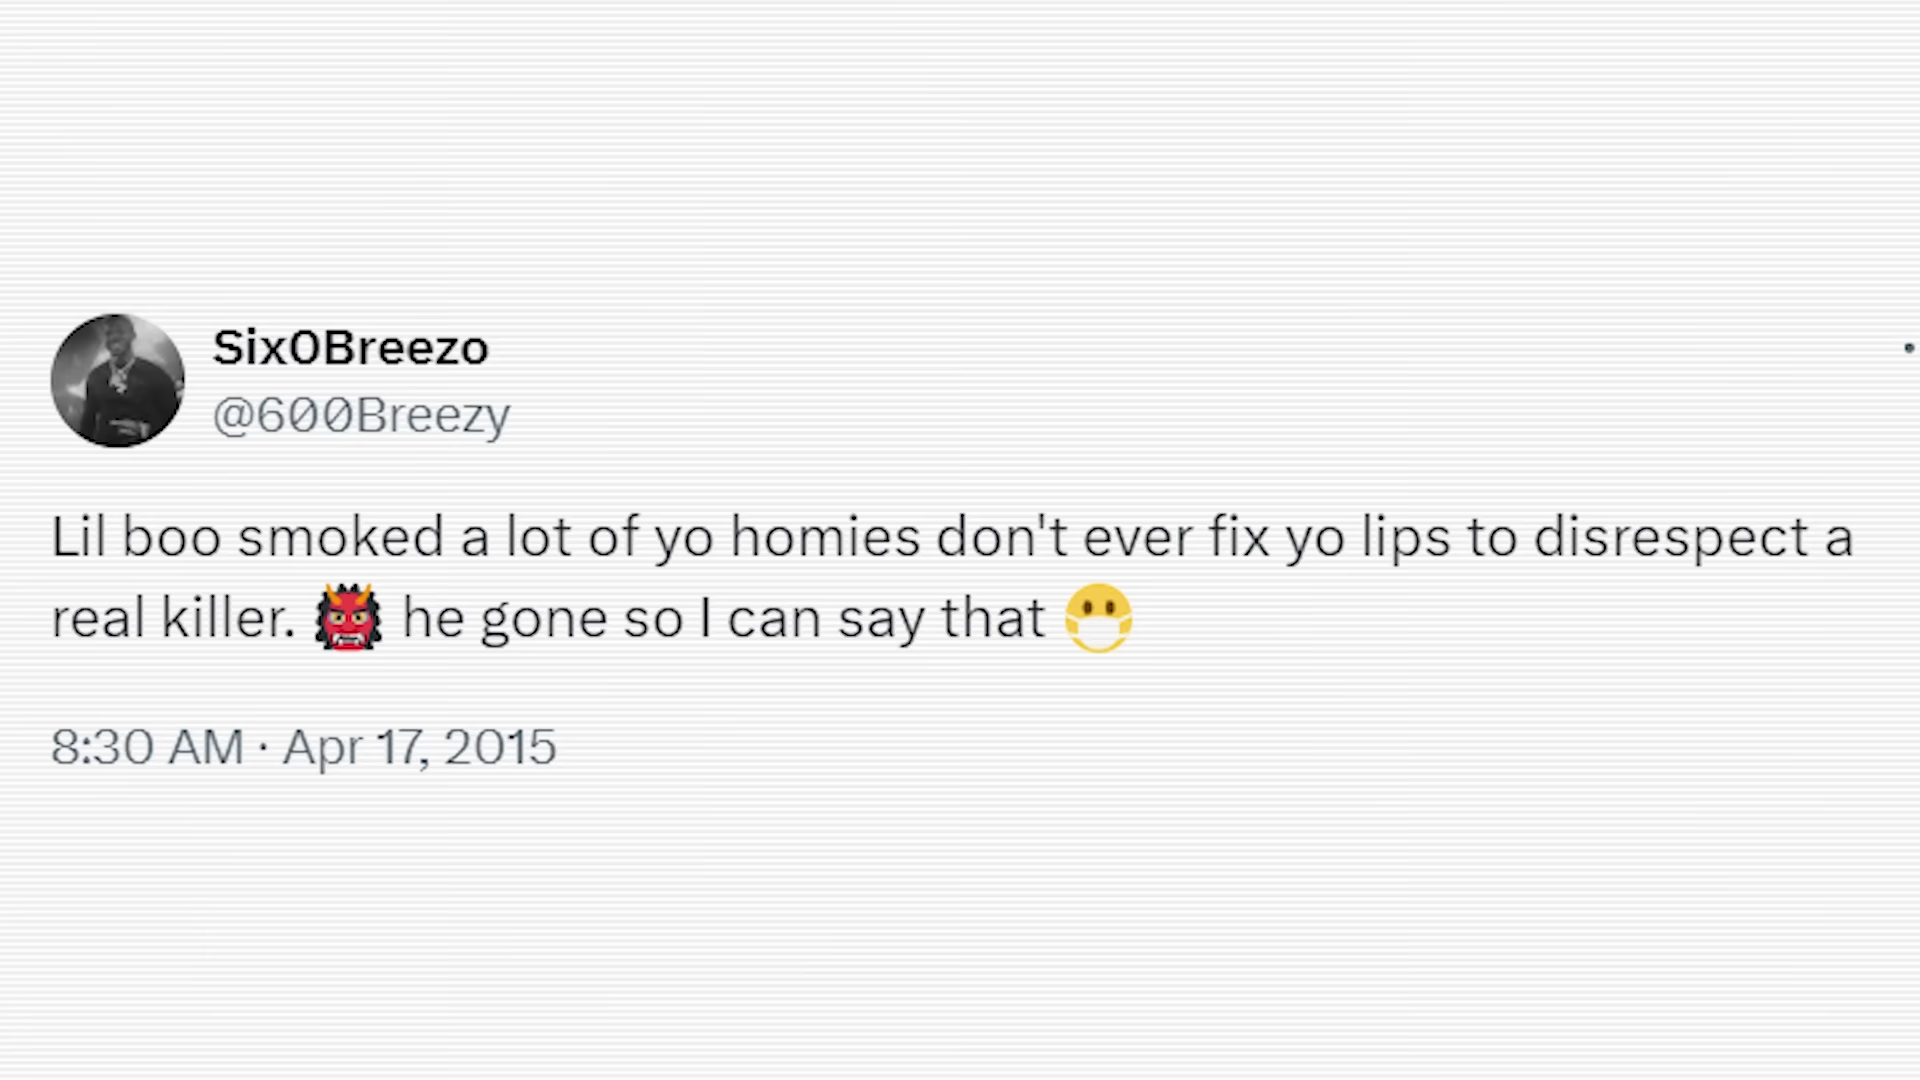 Six0Breezo
@600Breezy
Lil boo smoked a lot of yo homies don't ever fix yo lips to disrespect a
real killer. 👹 he gone so I can say that 😷
8:30 AM · Apr 17, 2015